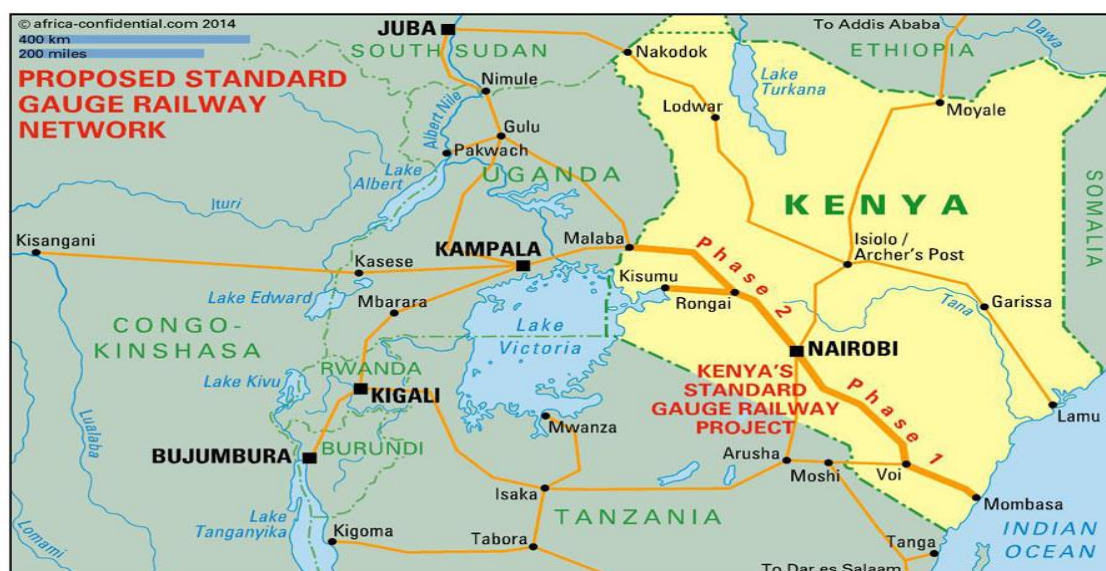 © africa-confidential.com 2014
400 km
200 miles
PROPOSED STANDARD
GAUGE RAILWAY
NETWORK
JUBA
SOUTH SUDAN
Nimule
Albert Nile
Gulu
Pakwach
Lake
Albert
UGANDA
Ituri
Kisangani
Kasese
KAMPALA
Malaba
Lake Edward
Mbarara
CONGO-
KINSHASA
Lake Kivu
RWANDA
KIGALI
Lualaba
BUJUMBURA
BURUNDI
Lake
Tanganyika
Lomami
Kigoma
Lake
Victoria
Mwanza
Isaka
Tabora
TANZANIA
To Addis Ababa
ETHIOPIA
Dawa
Nakodok
Lake
Turkana
Lodwar
Moyale
KENYA
SOMALIA
Isiolo /
Archer's Post
Kisumu
Rongai
Phase 2
Tana
Garissa
NAIROBI
KENYA'S
STANDARD
GAUGE RAILWAY
PROJECT
Phase 1
Lamu
Arusha
Moshi
Voi
Mombasa
Tanga
INDIAN
OCEAN
To Dar es Salaam